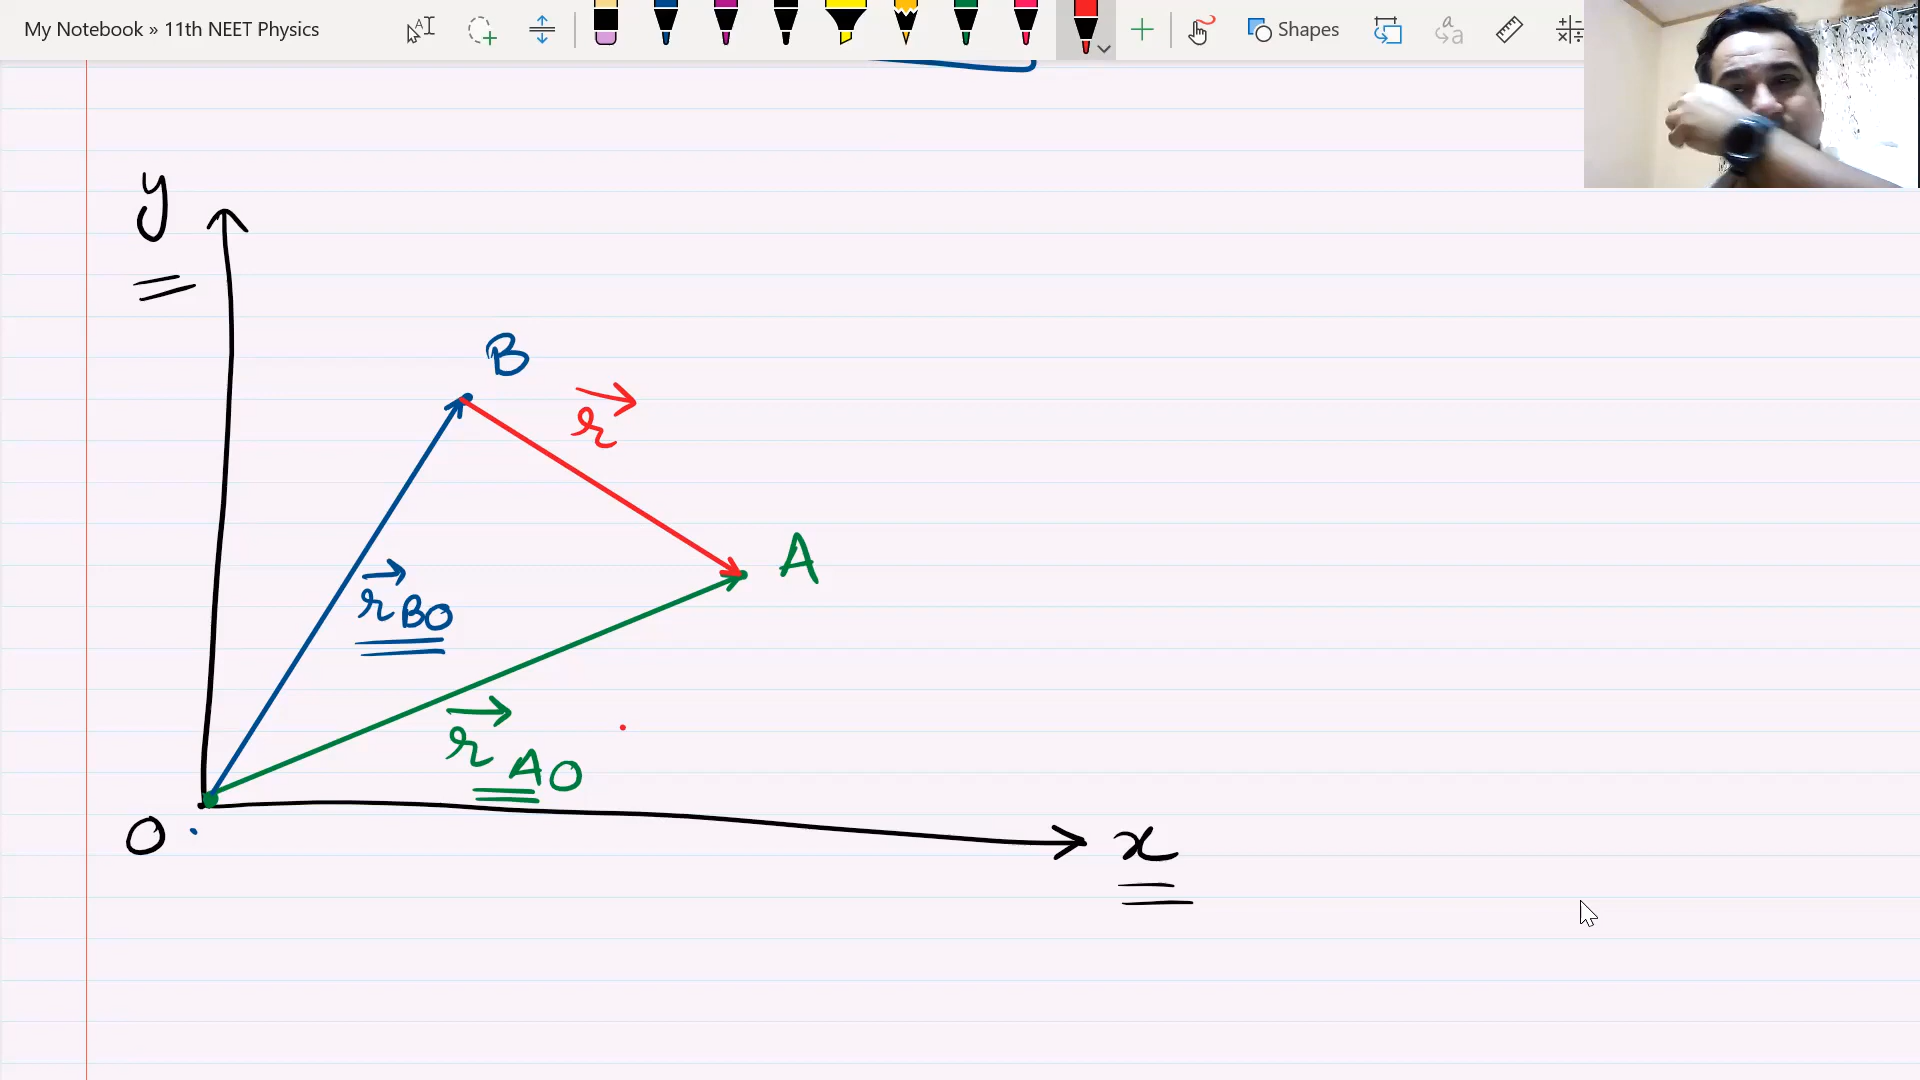 My Notebook » 11th NEET Physics
A
Shapes
a
a
y
B
r⃗
A
r⃗ BO
r⃗ AO
O
x